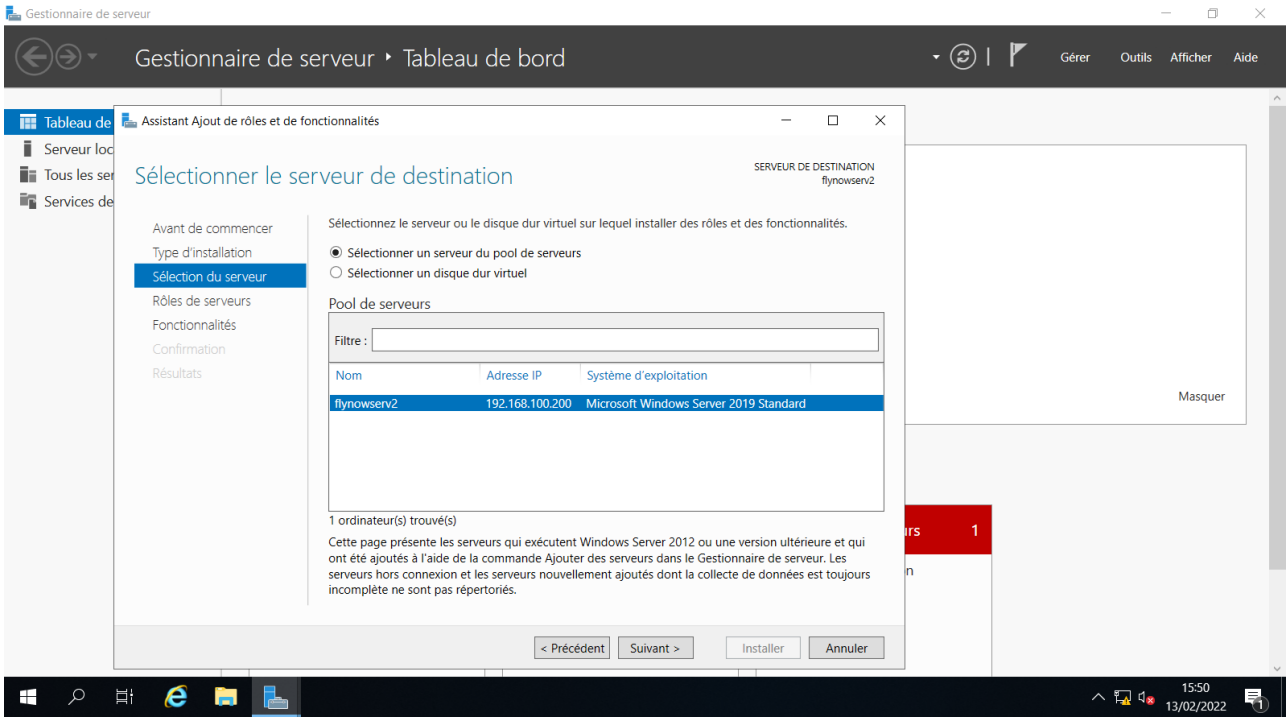 Gestionnaire de serveur
Gestionnaire de serveur ‣ Tableau de bord
Gérer Outils Afficher Aide
Tableau de
Serveur loc
Tous les ser
Services de
Assistant Ajout de rôles et de fonctionnalités
Sélectionner le serveur de destination
SERVEUR DE DESTINATION
flynowserv2
Avant de commencer
Type d'installation
Sélection du serveur
Rôles de serveurs
Fonctionnalités
Confirmation
Résultats
Sélectionnez le serveur ou le disque dur virtuel sur lequel installer des rôles et des fonctionnalités.
Sélectionner un serveur du pool de serveurs
Sélectionner un disque dur virtuel
Pool de serveurs
Filtre :
Nom Adresse IP Système d'exploitation
flynowserv2 192.168.100.200 Microsoft Windows Server 2019 Standard
1 ordinateur(s) trouvé(s)
Cette page présente les serveurs qui exécutent Windows Server 2012 ou une version ultérieure et qui
ont été ajoutés à l'aide de la commande Ajouter des serveurs dans le Gestionnaire de serveur. Les
serveurs hors connexion et les serveurs nouvellement ajoutés dont la collecte de données est toujours
incomplète ne sont pas répertoriés.
< Précédent Suivant > Installer Annuler
Masquer
urs 1
n
15:50
13/02/2022
1